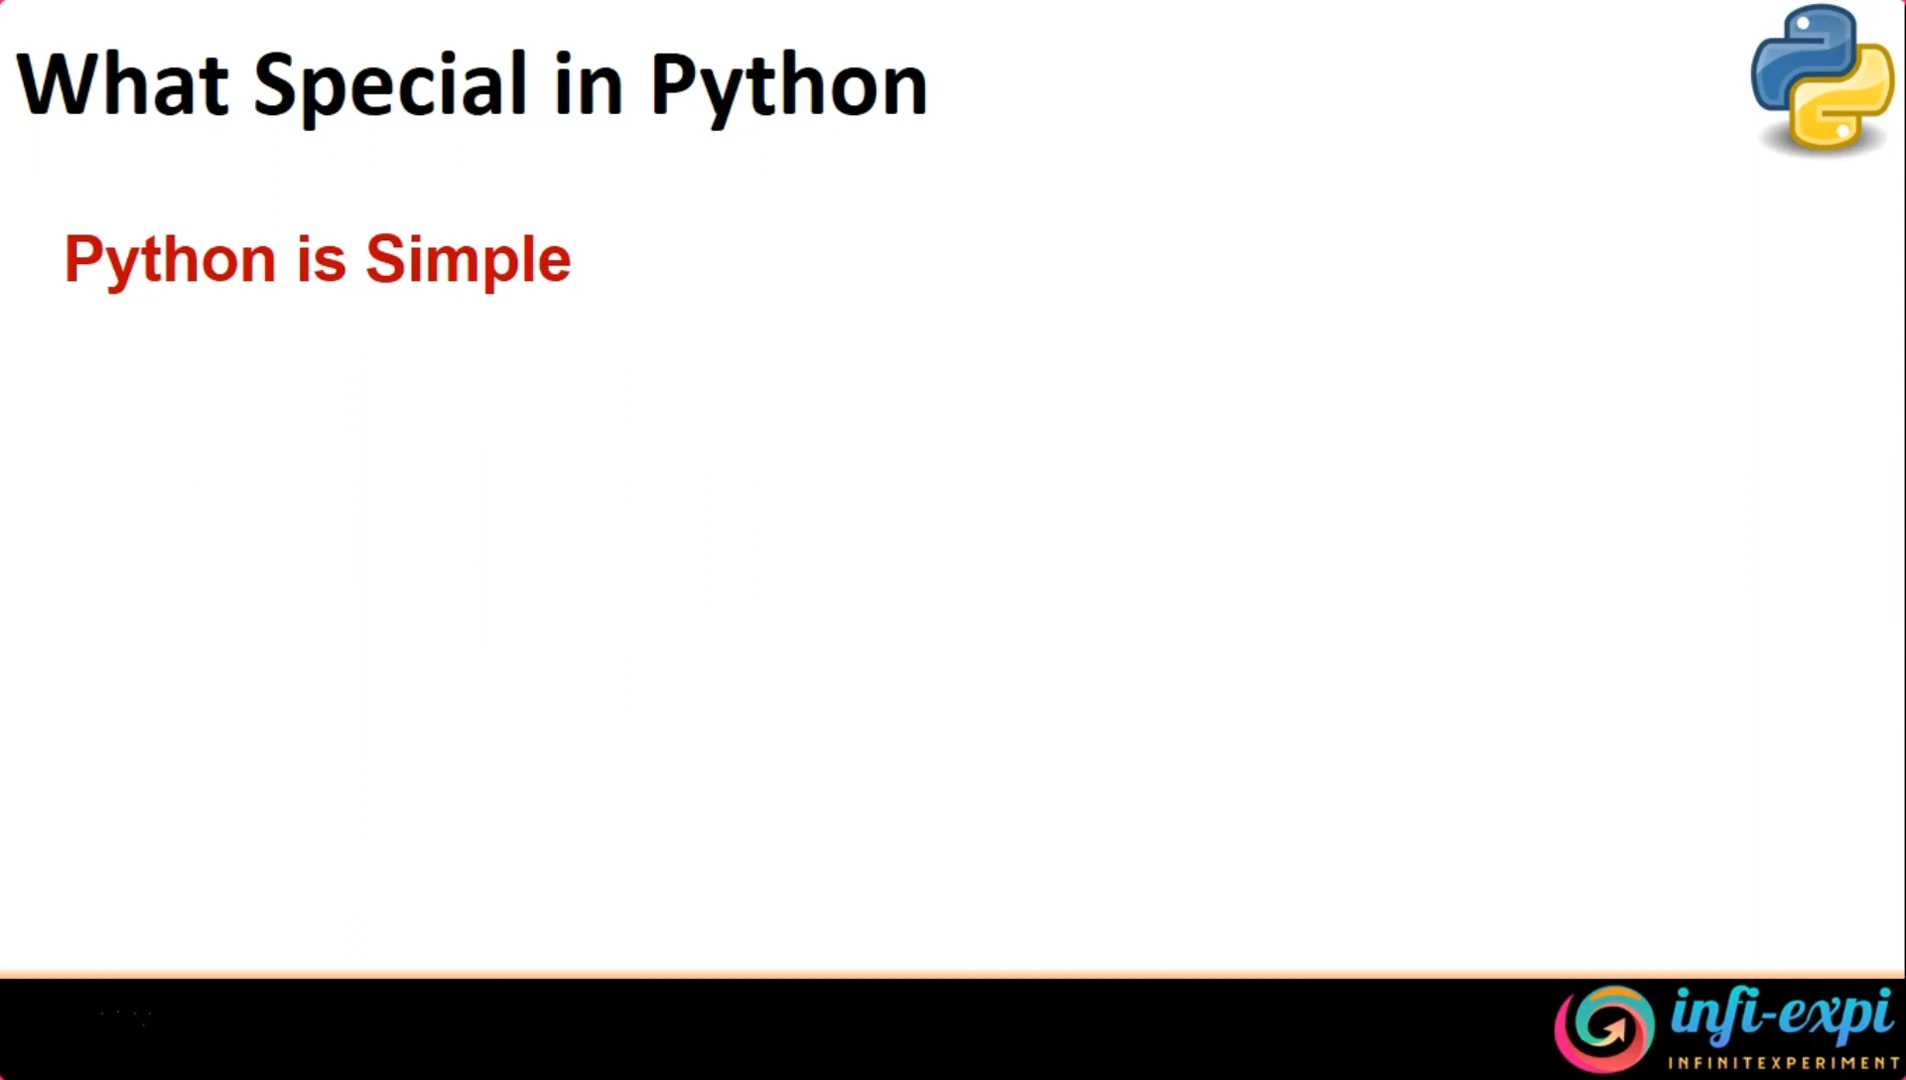 What Special in Python
Python is Simple
infi-expi
INFINITEXPERIMENT